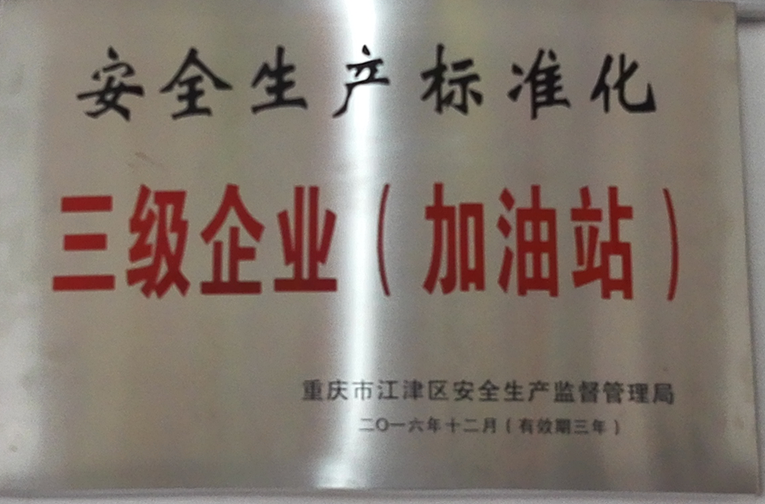 安全生产标准化
三级企业（加油站）
重庆市江津区安全生产监督管理局
二〇一六年十二月（有效期三年）